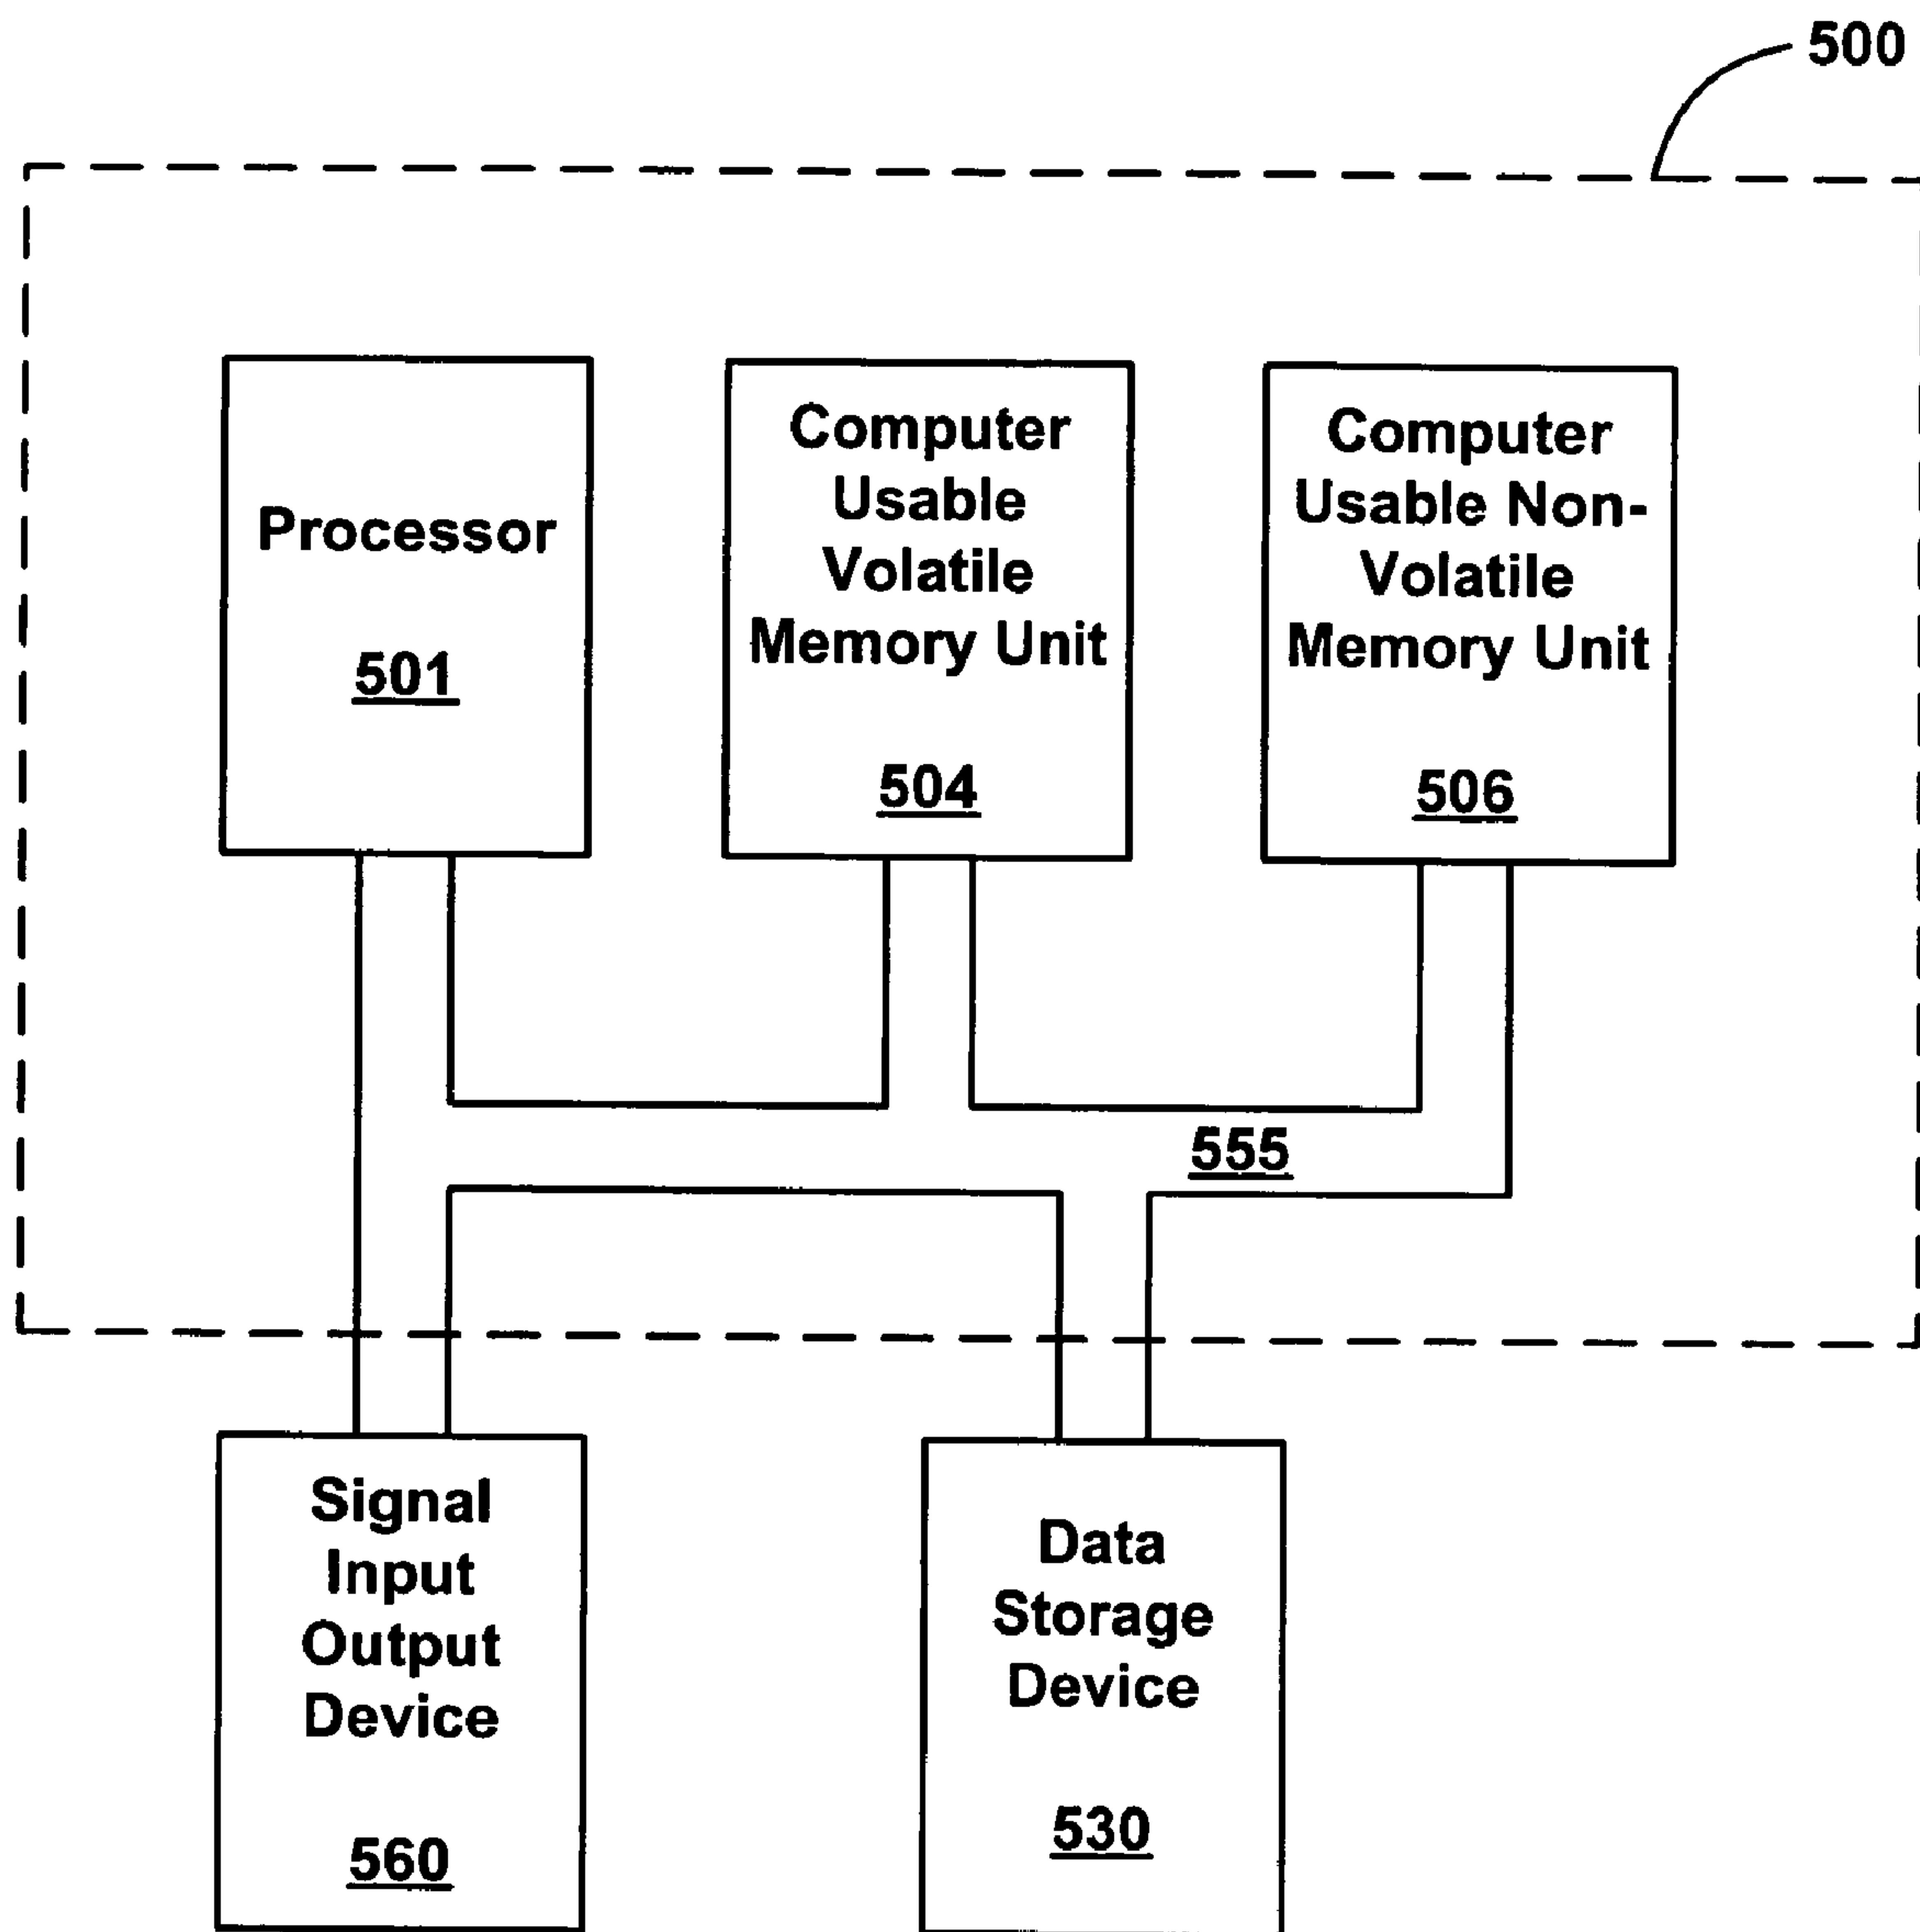 500
Processor
501
Computer
Usable
Volatile
Memory Unit
504
Computer
Usable Non-
Volatile
Memory Unit
506
555
Signal
Input
Output
Device
560
Data
Storage
Device
530